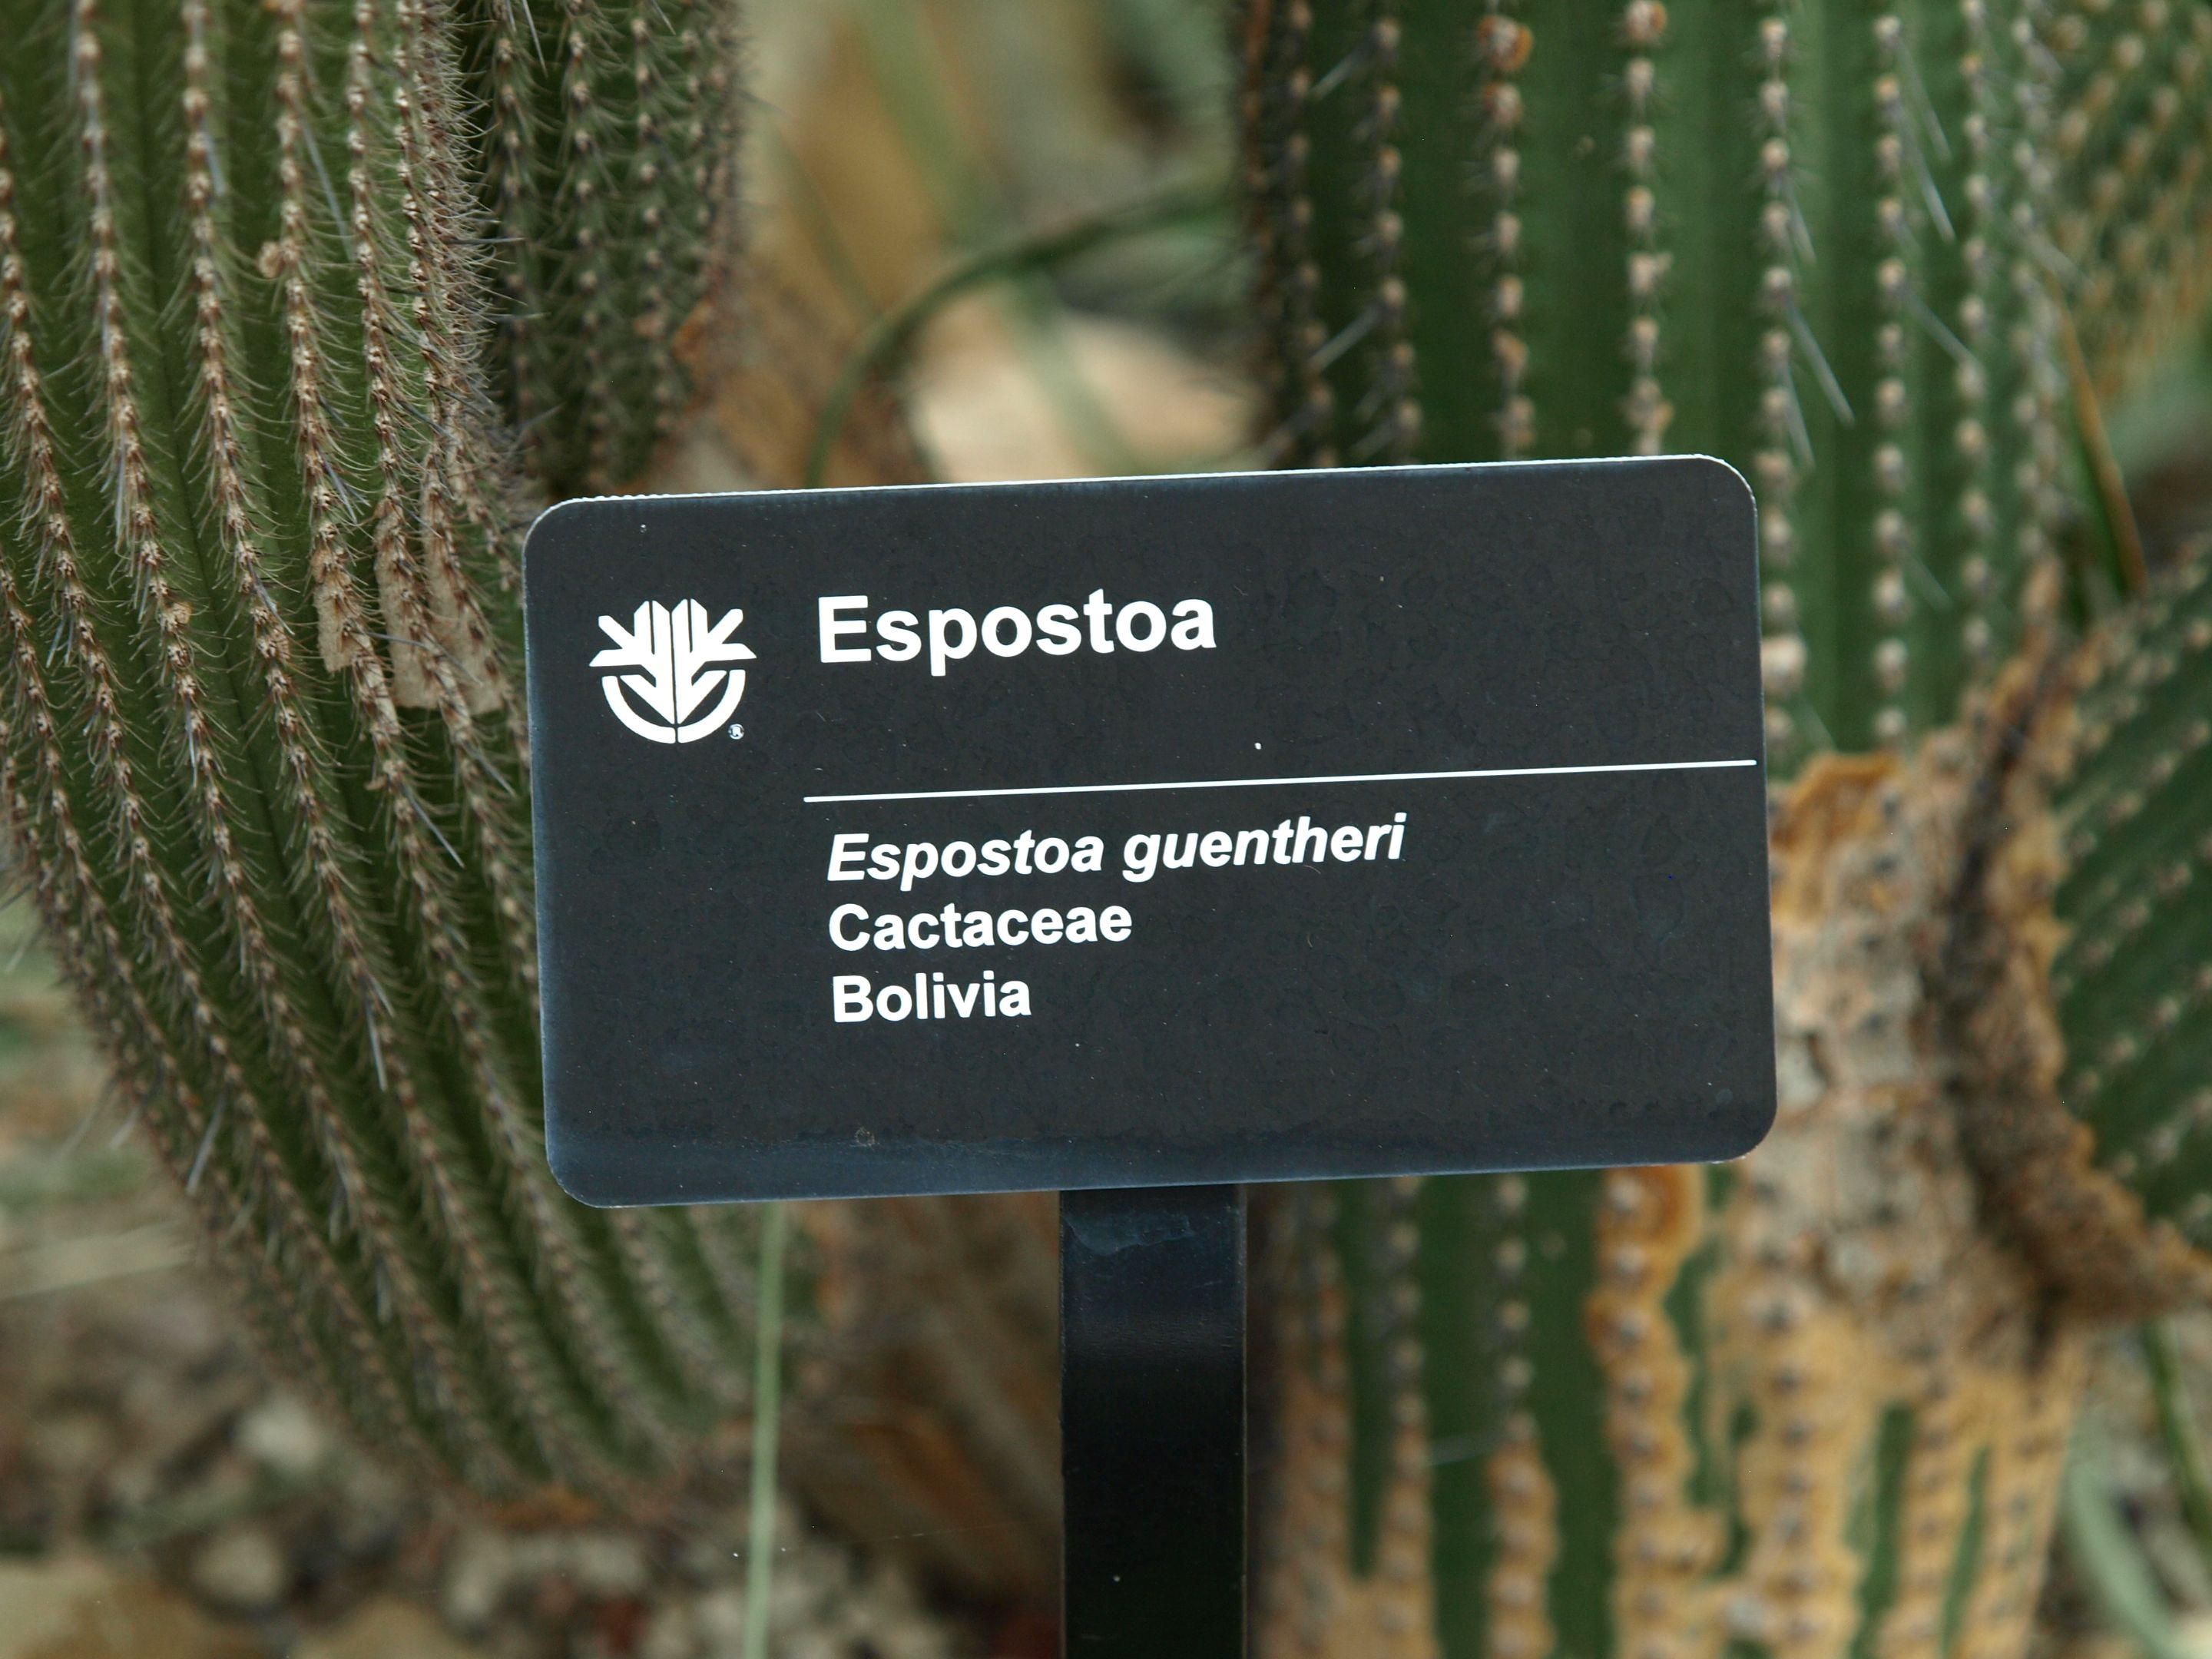 Espostoa
®
Espostoa guentheri
Cactaceae
Bolivia